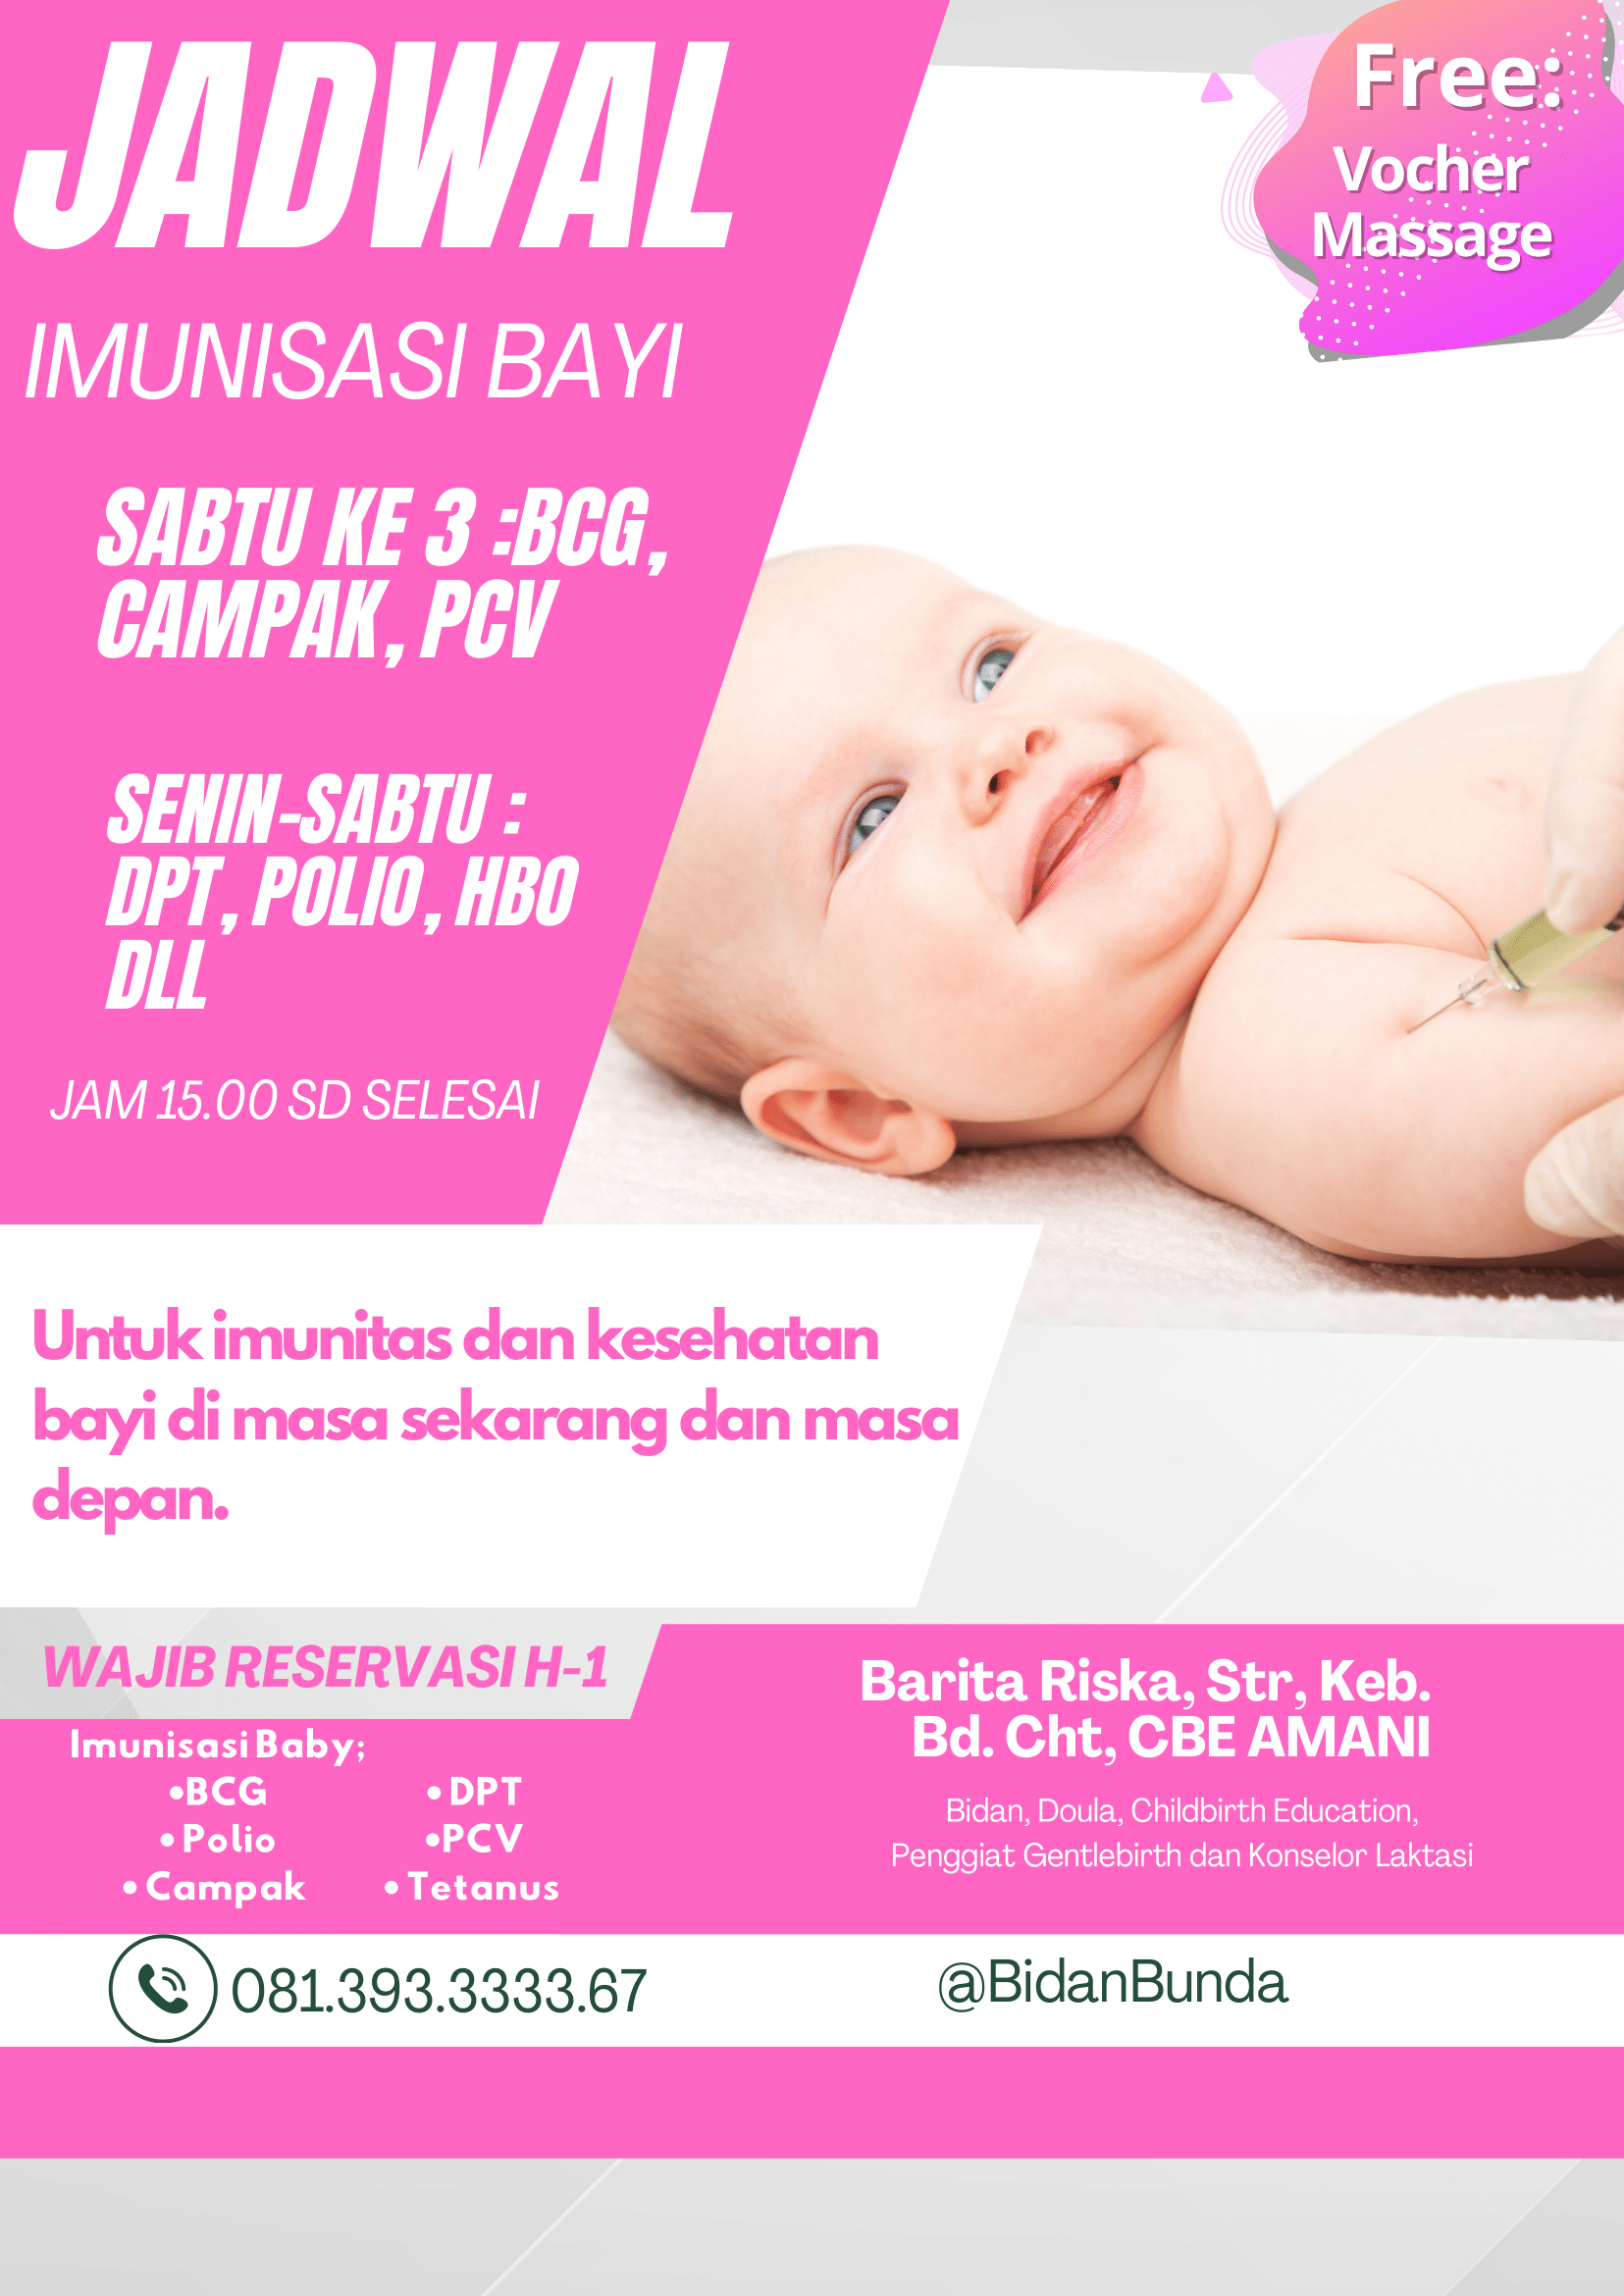 JADWAL
IMUNISASI BAYI
Free:
Vocher
Massage
SABTU KE 3 :BCG,
CAMPAK, PCV
SENIN-SABTU :
DPT, POLIO, HBO
DLL
JAM 15.00 SD SELESAI
Untuk imunitas dan kesehatan
bayi di masa sekarang dan masa
depan.
WAJIB RESERVASI H-1
Imunisasi Baby;
•BCG
• Polio
• Campak
• DPT
•PCV
• Tetanus
Barita Riska, Str, Keb.
Bd. Cht, CBE AMANI
Bidan, Doula, Childbirth Education,
Penggiat Gentlebirth dan Konselor Laktasi
081.393.3333.67
@BidanBunda